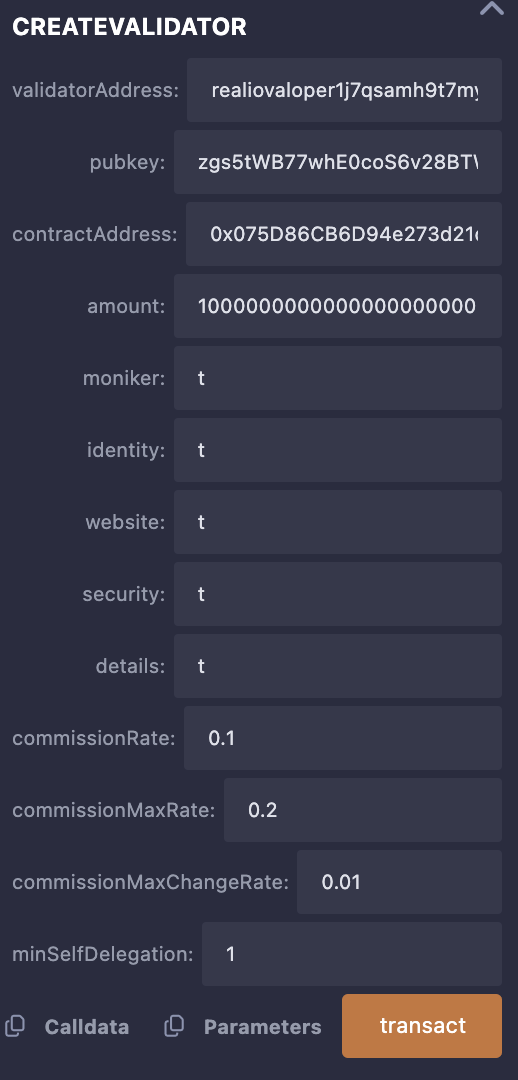 CREATEVALIDATOR
validatorAddress: realiovaloper1j7qsamh9t7my
pubkey: zgs5tWB77whE0coS6v28BT
contractAddress: 0x075D86CB6D94e273d21
amount: 1000000000000000000000
moniker: t
identity: t
website: t
security: t
details: t
commissionRate: 0.1
commissionMaxRate: 0.2
commissionMaxChangeRate: 0.01
minSelfDelegation: 1
Calldata Parameters transact